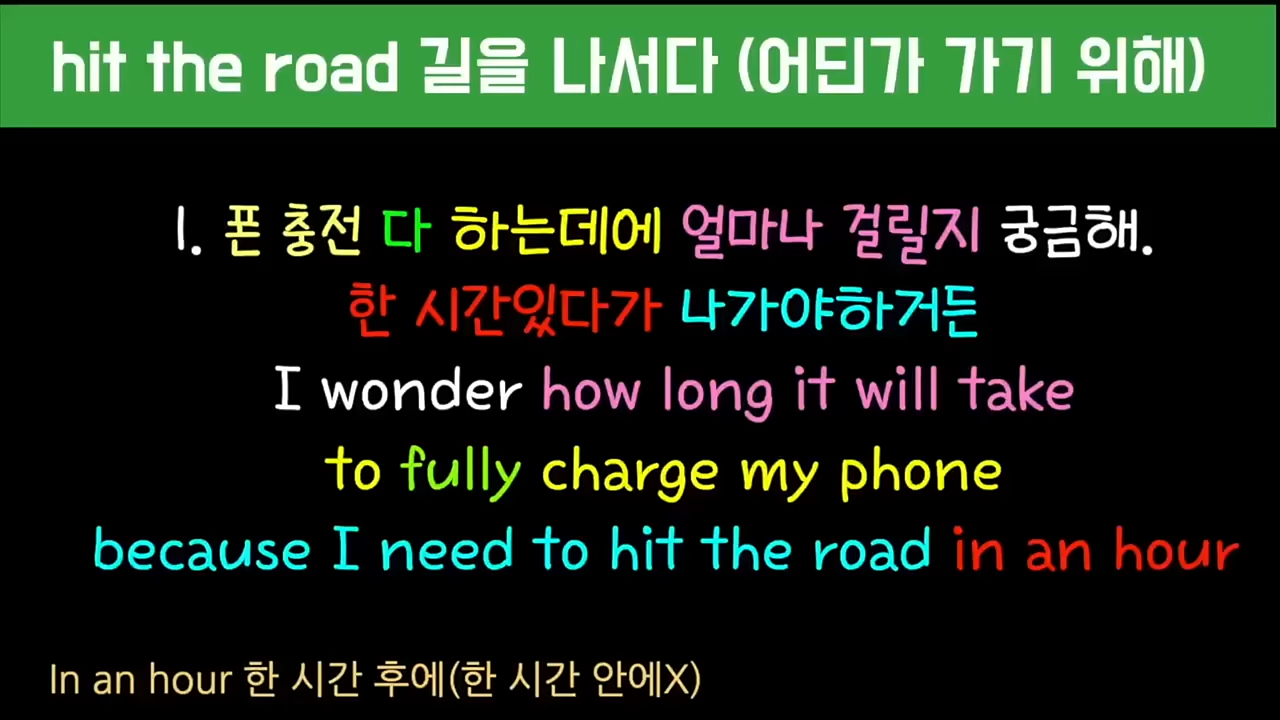 hit the road 길을 나서다 (어딘가 가기 위해)
1. 폰 충전 다 하는데에 얼마나 걸릴지 궁금해.
한 시간있다가 나가야하거든
I wonder how long it will take
to fully charge my phone
because I need to hit the road in an hour
In an hour 한 시간 후에(한 시간 안에X)